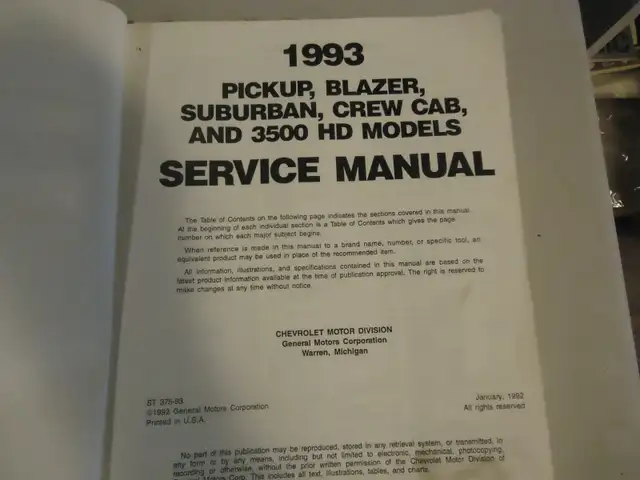 1993
PICKUP, BLAZER,
SUBURBAN, CREW CAB,
AND 3500 HD MODELS
SERVICE MANUAL
The Table of Contents on the following page indicates the sections covered in this manual.
At the beginning of each individual section is a Table of Contents which gives the page
number on which each major subject begins.
When reference is made in this manual to a brand name, number, or specific tool, an
equivalent product may be used in place of the recommended item.
All information, illustrations, and specifications contained in this manual are based on the
latest product information available at the time of publication approval. The right is reserved to
make changes at any time without notice.
CHEVROLET MOTOR DIVISION
General Motors Corporation
Warren, Michigan
ST 375-93
©1992 General Motors Corporation
Printed in U.S.A.
January, 1992
All rights reserved
No part of this publication may be reproduced, stored in any retrieval system, or transmitted, in
any form or by any means, including but not limited to electronic, mechanical, photocopying,
recording or otherwise, without the prior written permission of the Chevrolet Motor Division of
Motors Corp. This includes all text, illustrations, tables, and charts.